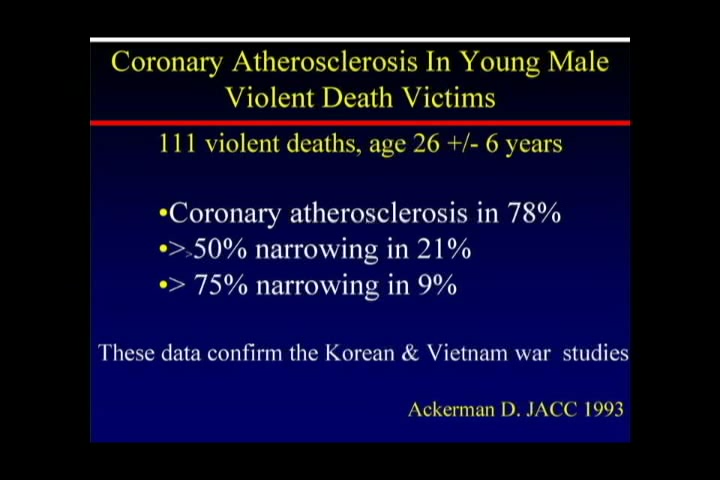 Coronary Atherosclerosis In Young Male
Violent Death Victims
111 violent deaths, age 26 +/- 6 years
•Coronary atherosclerosis in 78%
•>>50% narrowing in 21%
•> 75% narrowing in 9%
These data confirm the Korean & Vietnam war studies
Ackerman D. JACC 1993